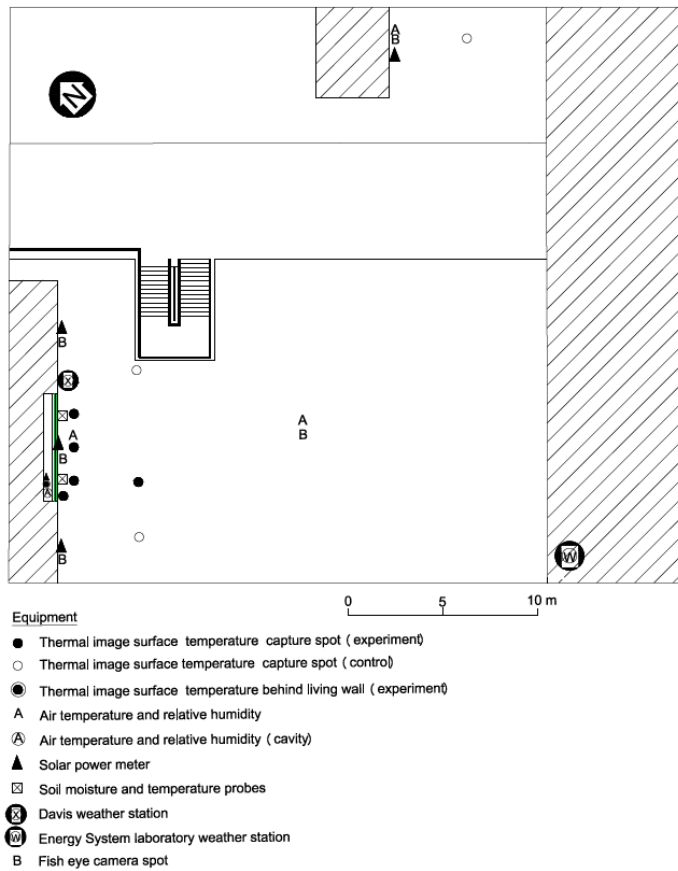 A
B
N
B
X
A
B
A
B
A
B
W
0 5 10 m
Equipment
Thermal image surface temperature capture spot ( experiment)
Thermal image surface temperature capture spot ( control)
Thermal image surface temperature behind living wall ( experiment)
A Air temperature and relative humidity
A Air temperature and relative humidity ( cavity)
Solar power meter
Soil moisture and temperature probes
X Davis weather station
W Energy System laboratory weather station
B Fish eye camera spot